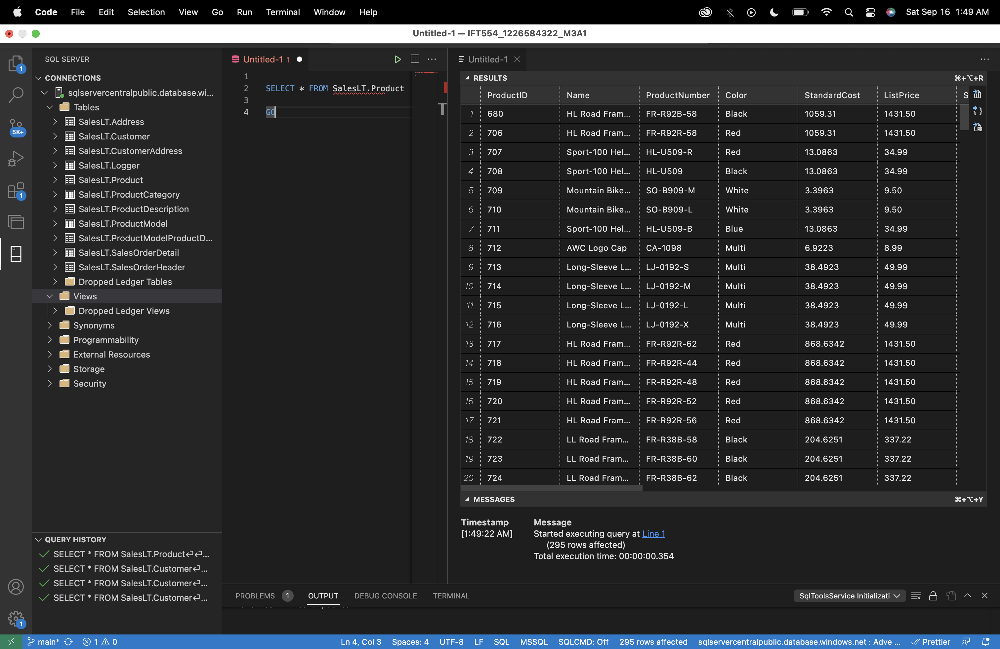 Code File Edit Selection View Go Run Terminal Window Help Sat Sep 16 1:49 AM
Untitled-1 — IFT554_1226584322_M3A1
SQL SERVER
CONNECTIONS
sqlservercentralpublic.database.wi...
Tables
SalesLT.Address
SalesLT.Customer
SalesLT.CustomerAddress
SalesLT.Logger
SalesLT.Product
SalesLT.ProductCategory
SalesLT.ProductDescription
SalesLT.ProductModel
SalesLT.ProductModelProductD...
SalesLT.SalesOrderDetail
SalesLT.SalesOrderHeader
Dropped Ledger Tables
Views
Dropped Ledger Views
Synonyms
Programmability
External Resources
Storage
Security
QUERY HISTORY
SELECT * FROM SalesLT.Product⏎⏎...
SELECT * FROM SalesLT.Customer⏎...
SELECT * FROM SalesLT.Customer⏎...
SELECT * FROM SalesLT.Customer⏎...
1
5K+
1
1
Untitled-1 1
1
2 SELECT * FROM SalesLT.Product
3
4 GO
Untitled-1
RESULTS ⌘+⌥+R
ProductID Name ProductNumber Color StandardCost ListPrice S
1 680 HL Road Fram... FR-R92B-58 Black 1059.31 1431.50
2 706 HL Road Fram... FR-R92R-58 Red 1059.31 1431.50
3 707 Sport-100 Hel... HL-U509-R Red 13.0863 34.99
4 708 Sport-100 Hel... HL-U509 Black 13.0863 34.99
5 709 Mountain Bike... SO-B909-M White 3.3963 9.50
6 710 Mountain Bike... SO-B909-L White 3.3963 9.50
7 711 Sport-100 Hel... HL-U509-B Blue 13.0863 34.99
8 712 AWC Logo Cap CA-1098 Multi 6.9223 8.99
9 713 Long-Sleeve L... LJ-0192-S Multi 38.4923 49.99
10 714 Long-Sleeve L... LJ-0192-M Multi 38.4923 49.99
11 715 Long-Sleeve L... LJ-0192-L Multi 38.4923 49.99
12 716 Long-Sleeve L... LJ-0192-X Multi 38.4923 49.99
13 717 HL Road Fram... FR-R92R-62 Red 868.6342 1431.50
14 718 HL Road Fram... FR-R92R-44 Red 868.6342 1431.50
15 719 HL Road Fram... FR-R92R-48 Red 868.6342 1431.50
16 720 HL Road Fram... FR-R92R-52 Red 868.6342 1431.50
17 721 HL Road Fram... FR-R92R-56 Red 868.6342 1431.50
18 722 LL Road Fram... FR-R38B-58 Black 204.6251 337.22
19 723 LL Road Fram... FR-R38B-60 Black 204.6251 337.22
20 724 LL Road Fram... FR-R38B-62 Black 204.6251 337.22
MESSAGES ⌘+⌥+Y
Timestamp Message
[1:49:22 AM] Started executing query at Line 1
(295 rows affected)
Total execution time: 00:00:00.354
PROBLEMS 1 OUTPUT DEBUG CONSOLE TERMINAL SqlToolsService Initializati
main* 1 0 Ln 4, Col 3 Spaces: 4 UTF-8 LF SQL MSSQL SQLCMD: Off 295 rows affected sqlservercentralpublic.database.windows.net : Adve ... Prettier